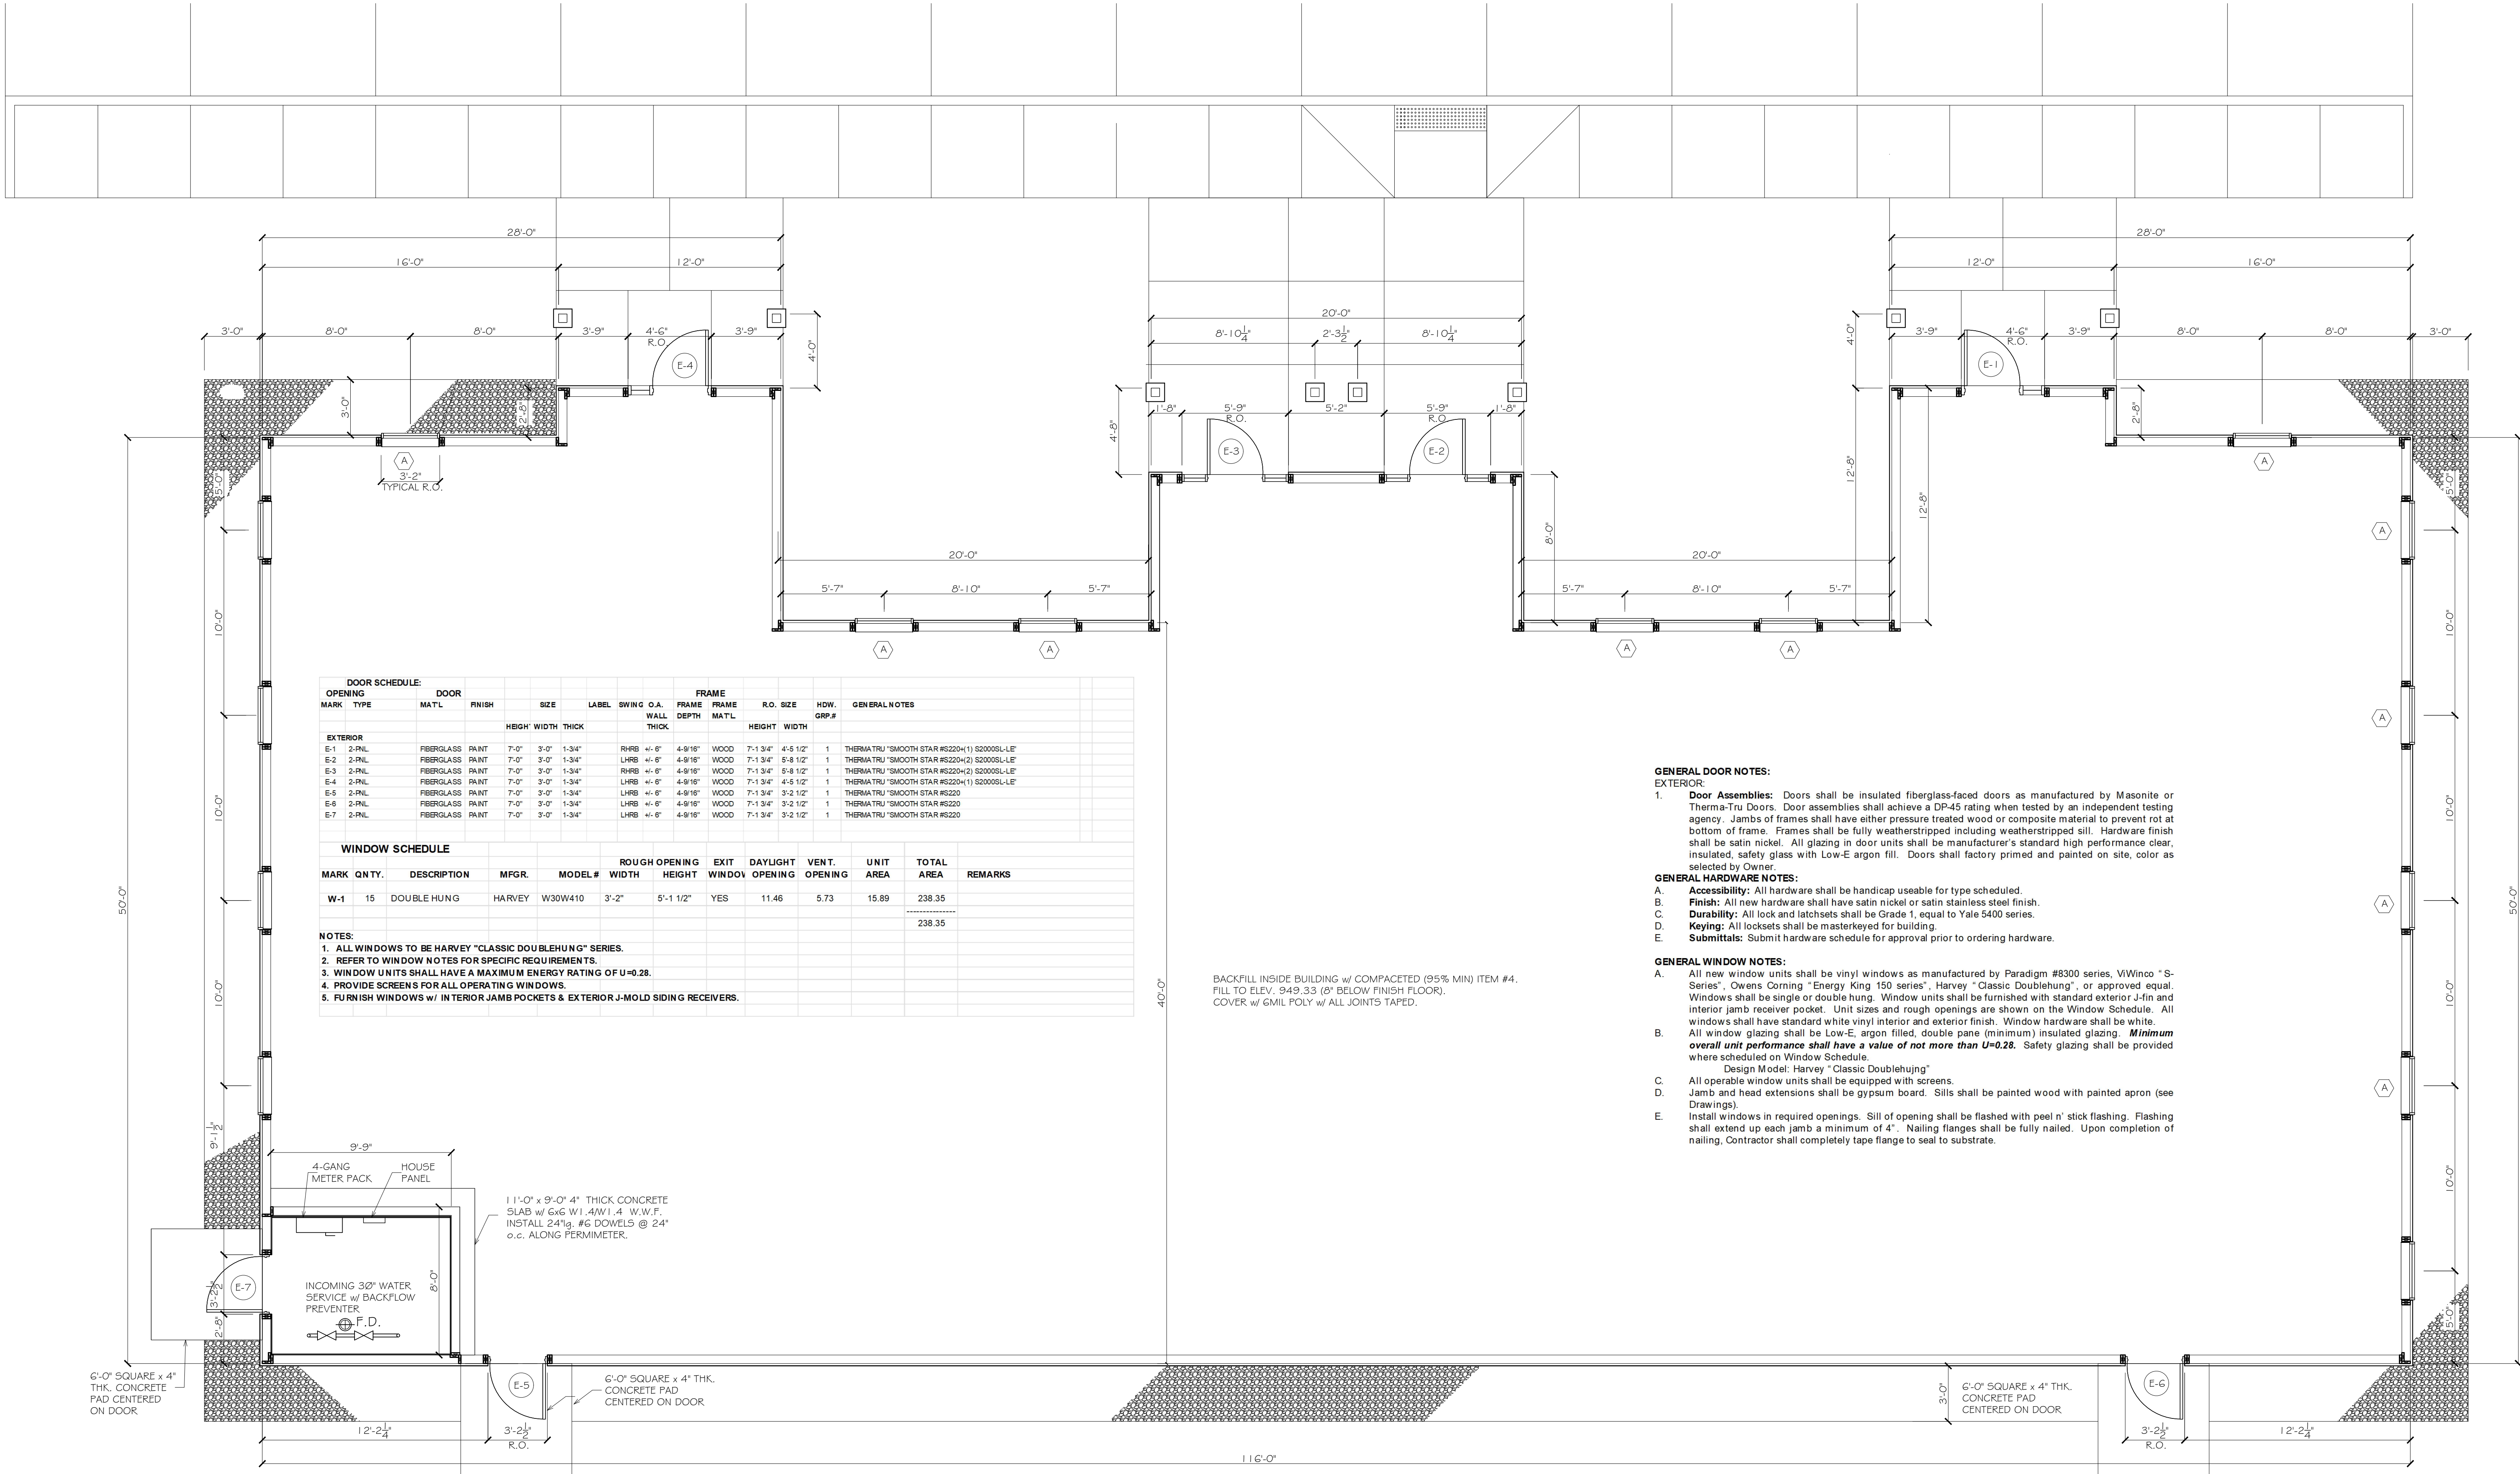 28'-0"
28'-0"
16'-0"
12'-0"
12'-0"
16'-0"
20'-0"
3'-0"
8'-0"
8'-0"
3'-9"
4'-6"
R.O.
3'-9"
4'-0"
8'-10 1/4"
2'-3 1/2"
8'-10 1/4"
4'-0"
3'-9"
4'-6"
R.O.
3'-9"
8'-0"
8'-0"
3'-0"
E-4
E-1
3'-0"
2'-8"
1'-8"
5'-9"
R.O.
5'-2"
5'-9"
R.O.
1'-8"
2'-8"
4'-8"
E-3
E-2
A
3'-2"
TYPICAL R.O.
A
12'-8"
12'-8"
5'-0"
5'-0"
8'-0"
A
20'-0"
20'-0"
5'-7"
8'-10"
5'-7"
5'-7"
8'-10"
5'-7"
10'-0"
10'-0"
A
A
A
A
DOOR SCHEDULE:
OPENING DOOR FRAME
MARK TYPE MAT'L FINISH SIZE LABEL SWING O.A. FRAME FRAME R.O. SIZE HDW. GENERAL NOTES
WALL DEPTH MAT'L GRP.#
HEIGH' WIDTH THICK THICK. HEIGHT WIDTH
EXTERIOR
E-1 2-PNL. FIBERGLASS PAINT 7'-0" 3'-0" 1-3/4" RHRB +/- 6" 4-9/16" WOOD 7'-1 3/4" 4'-5 1/2" 1 THERMATRU "SMOOTH STAR #S220+(1) S2000SL-LE"
E-2 2-PNL. FIBERGLASS PAINT 7'-0" 3'-0" 1-3/4" LHRB +/- 6" 4-9/16" WOOD 7'-1 3/4" 5'-8 1/2" 1 THERMATRU "SMOOTH STAR #S220+(2) S2000SL-LE"
E-3 2-PNL. FIBERGLASS PAINT 7'-0" 3'-0" 1-3/4" RHRB +/- 6" 4-9/16" WOOD 7'-1 3/4" 5'-8 1/2" 1 THERMATRU "SMOOTH STAR #S220+(2) S2000SL-LE"
E-4 2-PNL. FIBERGLASS PAINT 7'-0" 3'-0" 1-3/4" LHRB +/- 6" 4-9/16" WOOD 7'-1 3/4" 4'-5 1/2" 1 THERMATRU "SMOOTH STAR #S220+(1) S2000SL-LE"
E-5 2-PNL. FIBERGLASS PAINT 7'-0" 3'-0" 1-3/4" LHRB +/- 6" 4-9/16" WOOD 7'-1 3/4" 3'-2 1/2" 1 THERMATRU "SMOOTH STAR #S220
E-6 2-PNL. FIBERGLASS PAINT 7'-0" 3'-0" 1-3/4" LHRB +/- 6" 4-9/16" WOOD 7'-1 3/4" 3'-2 1/2" 1 THERMATRU "SMOOTH STAR #S220
E-7 2-PNL. FIBERGLASS PAINT 7'-0" 3'-0" 1-3/4" LHRB +/- 6" 4-9/16" WOOD 7'-1 3/4" 3'-2 1/2" 1 THERMATRU "SMOOTH STAR #S220
WINDOW SCHEDULE
ROUGH OPENING EXIT DAYLIGHT VENT. UNIT TOTAL
MARK QNTY. DESCRIPTION MFGR. MODEL # WIDTH HEIGHT WINDOW OPENING OPENING AREA AREA REMARKS
W-1 15 DOUBLE HUNG HARVEY W30W410 3'-2" 5'-1 1/2" YES 11.46 5.73 15.89 238.35
---------------
238.35
NOTES:
1. ALL WINDOWS TO BE HARVEY "CLASSIC DOUBLEHUNG" SERIES.
2. REFER TO WINDOW NOTES FOR SPECIFIC REQUIREMENTS.
3. WINDOW UNITS SHALL HAVE A MAXIMUM ENERGY RATING OF U=0.28.
4. PROVIDE SCREENS FOR ALL OPERATING WINDOWS.
5. FURNISH WINDOWS w/ INTERIOR JAMB POCKETS & EXTERIOR J-MOLD SIDING RECEIVERS.
GENERAL DOOR NOTES:
EXTERIOR:
1. Door Assemblies: Doors shall be insulated fiberglass-faced doors as manufactured by Masonite or
Therma-Tru Doors. Door assemblies shall achieve a DP-45 rating when tested by an independent testing
agency. Jambs of frames shall have either pressure treated wood or composite material to prevent rot at
bottom of frame. Frames shall be fully weatherstripped including weatherstripped sill. Hardware finish
shall be satin nickel. All glazing in door units shall be manufacturer's standard high performance clear,
insulated, safety glass with Low-E argon fill. Doors shall factory primed and painted on site, color as
selected by Owner.
GENERAL HARDWARE NOTES:
A. Accessibility: All hardware shall be handicap useable for type scheduled.
B. Finish: All new hardware shall have satin nickel or satin stainless steel finish.
C. Durability: All lock and latchsets shall be Grade 1, equal to Yale 5400 series.
D. Keying: All locksets shall be masterkeyed for building.
E. Submittals: Submit hardware schedule for approval prior to ordering hardware.
GENERAL WINDOW NOTES:
A. All new window units shall be vinyl windows as manufactured by Paradigm #8300 series, ViWinco "S-
Series", Owens Corning "Energy King 150 series", Harvey "Classic Doublehung", or approved equal.
Windows shall be single or double hung. Window units shall be furnished with standard exterior J-fin and
interior jamb receiver pocket. Unit sizes and rough openings are shown on the Window Schedule. All
windows shall have standard white vinyl interior and exterior finish. Window hardware shall be white.
B. All window glazing shall be Low-E, argon filled, double pane (minimum) insulated glazing. Minimum
overall unit performance shall have a value of not more than U=0.28. Safety glazing shall be provided
where scheduled on Window Schedule.
Design Model: Harvey "Classic Doublehujng"
C. All operable window units shall be equipped with screens.
D. Jamb and head extensions shall be gypsum board. Sills shall be painted wood with painted apron (see
Drawings).
E. Install windows in required openings. Sill of opening shall be flashed with peel n' stick flashing. Flashing
shall extend up each jamb a minimum of 4". Nailing flanges shall be fully nailed. Upon completion of
nailing, Contractor shall completely tape flange to seal to substrate.
A
10'-0"
10'-0"
50'-0"
50'-0"
A
10'-0"
10'-0"
40'-0"
BACKFILL INSIDE BUILDING w/ COMPACETED (95% MIN) ITEM #4.
FILL TO ELEV. 949.33 (8" BELOW FINISH FLOOR).
COVER w/ 6MIL POLY w/ ALL JOINTS TAPED.
A
9'-1 1/2"
10'-0"
9'-9"
4-GANG
METER PACK
HOUSE
PANEL
11'-0" x 9'-0" 4" THICK CONCRETE
SLAB w/ 6x6 W1.4/W1.4 W.W.F.
INSTALL 24"lg. #6 DOWELS @ 24"
o.c. ALONG PERMIMETER.
E-7
3'-2 1/2"
8'-0"
INCOMING 3Ø" WATER
SERVICE w/ BACKFLOW
PREVENTER
F.D.
2'-8"
5'-0"
6'-0" SQUARE x 4"
THK. CONCRETE
PAD CENTERED
ON DOOR
E-5
6'-0" SQUARE x 4" THK.
CONCRETE PAD
CENTERED ON DOOR
3'-0"
6'-0" SQUARE x 4" THK.
CONCRETE PAD
CENTERED ON DOOR
E-6
12'-2 1/4"
3'-2 1/2"
R.O.
3'-2 1/2"
R.O.
12'-2 1/4"
116'-0"